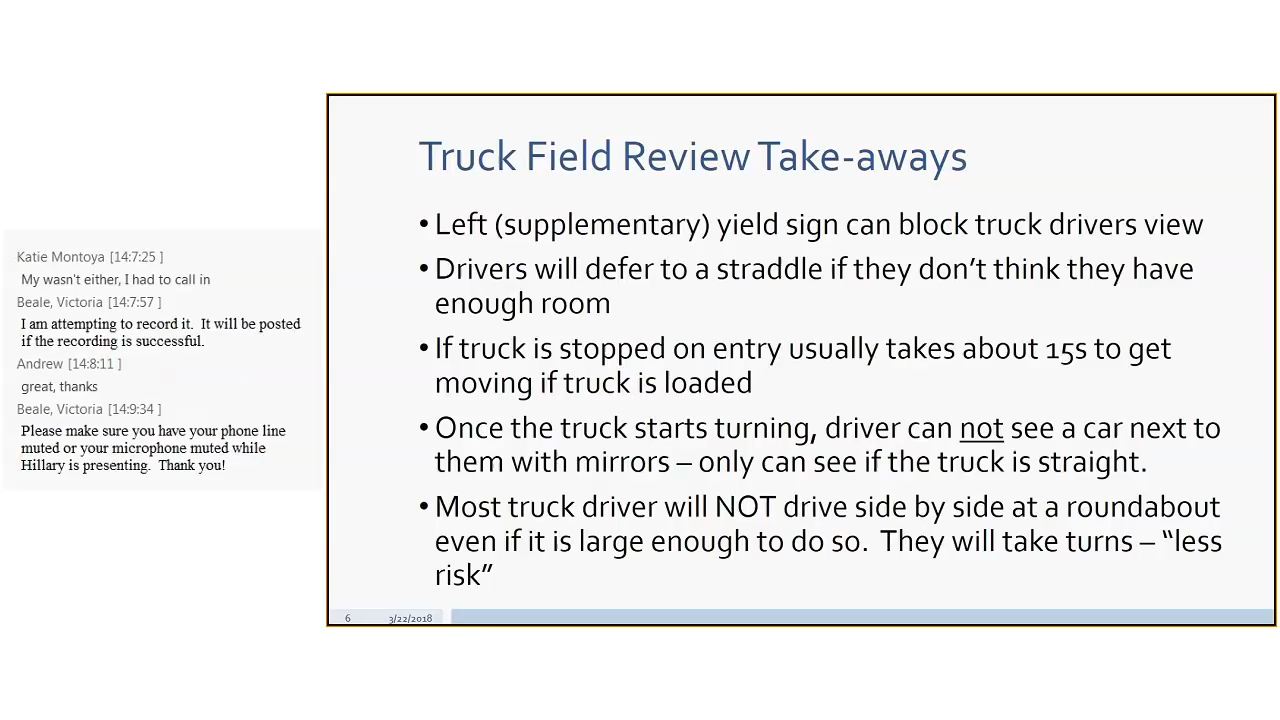 Katie Montoya [14:7:25 ]
My wasn't either, I had to call in
Beale, Victoria [14:7:57 ]
I am attempting to record it.  It will be posted
if the recording is successful.
Andrew [14:8:11 ]
great, thanks
Beale, Victoria [14:9:34 ]
Please make sure you have your phone line
muted or your microphone muted while
Hillary is presenting.  Thank you!
Truck Field Review Take-aways
• Left (supplementary) yield sign can block truck drivers view
• Drivers will defer to a straddle if they don’t think they have
enough room
• If truck is stopped on entry usually takes about 15s to get
moving if truck is loaded
• Once the truck starts turning, driver can not see a car next to
them with mirrors – only can see if the truck is straight.
• Most truck driver will NOT drive side by side at a roundabout
even if it is large enough to do so.  They will take turns – “less
risk”
6 3/22/2018